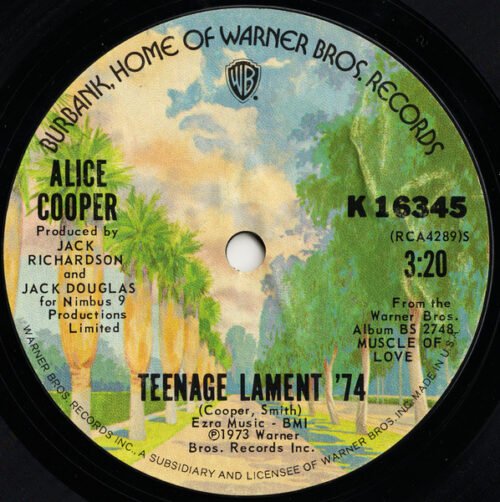 BURBANK, HOME OF WARNER BROS. RECORDS
WB
ALICE
COOPER
Produced by
JACK
RICHARDSON
and
JACK DOUGLAS
for Nimbus 9
Productions
Limited
K 16345
(RCA4289)S
3:20
From the
Warner Bros.
Album BS 2748
MUSCLE OF
LOVE
TEENAGE LAMENT '74
(Cooper, Smith)
Ezra Music - BMI
℗1973 Warner
Bros. Records Inc.
WARNER BROS. RECORDS INC., A SUBSIDIARY AND LICENSEE OF WARNER BROS. INC. MADE IN U.S.